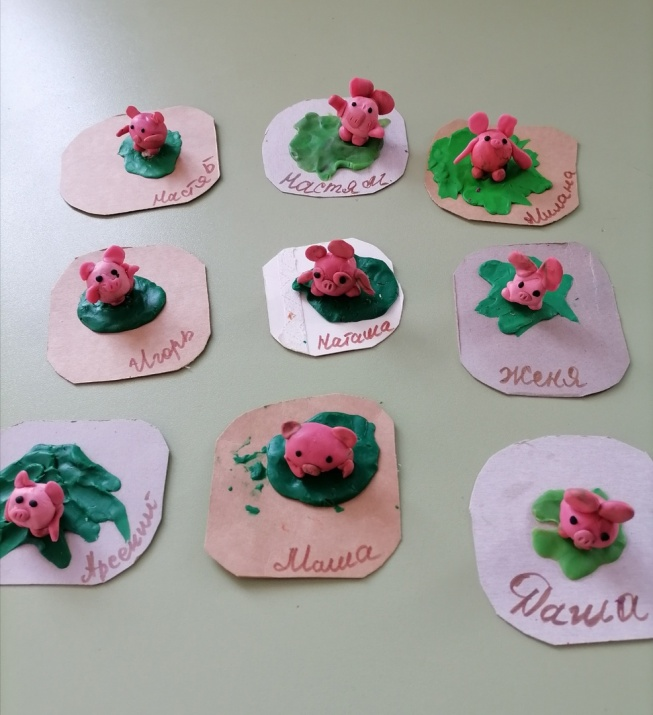 Настя Б
Настя М.
Милана
Игорь
Наташа
Женя
Арсений
Маша
Даша